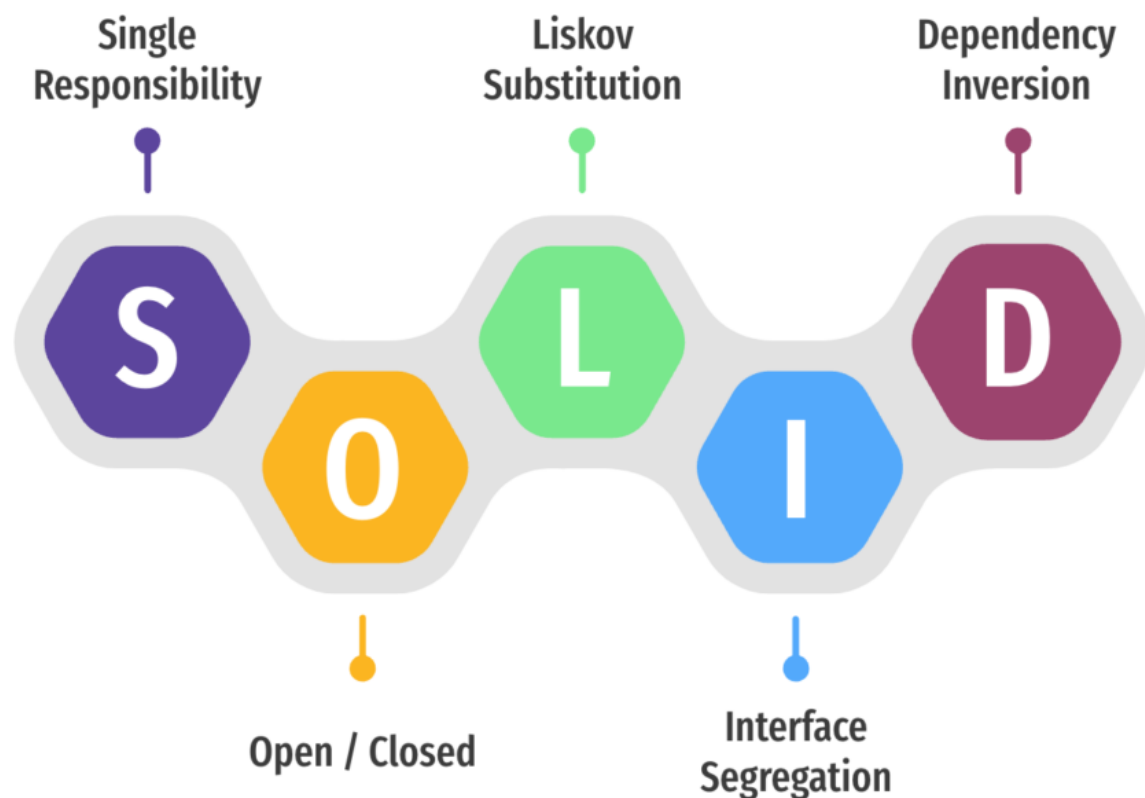 Single
Responsibility
Liskov
Substitution
Dependency
Inversion
S
O
L
I
D
Open / Closed
Interface
Segregation